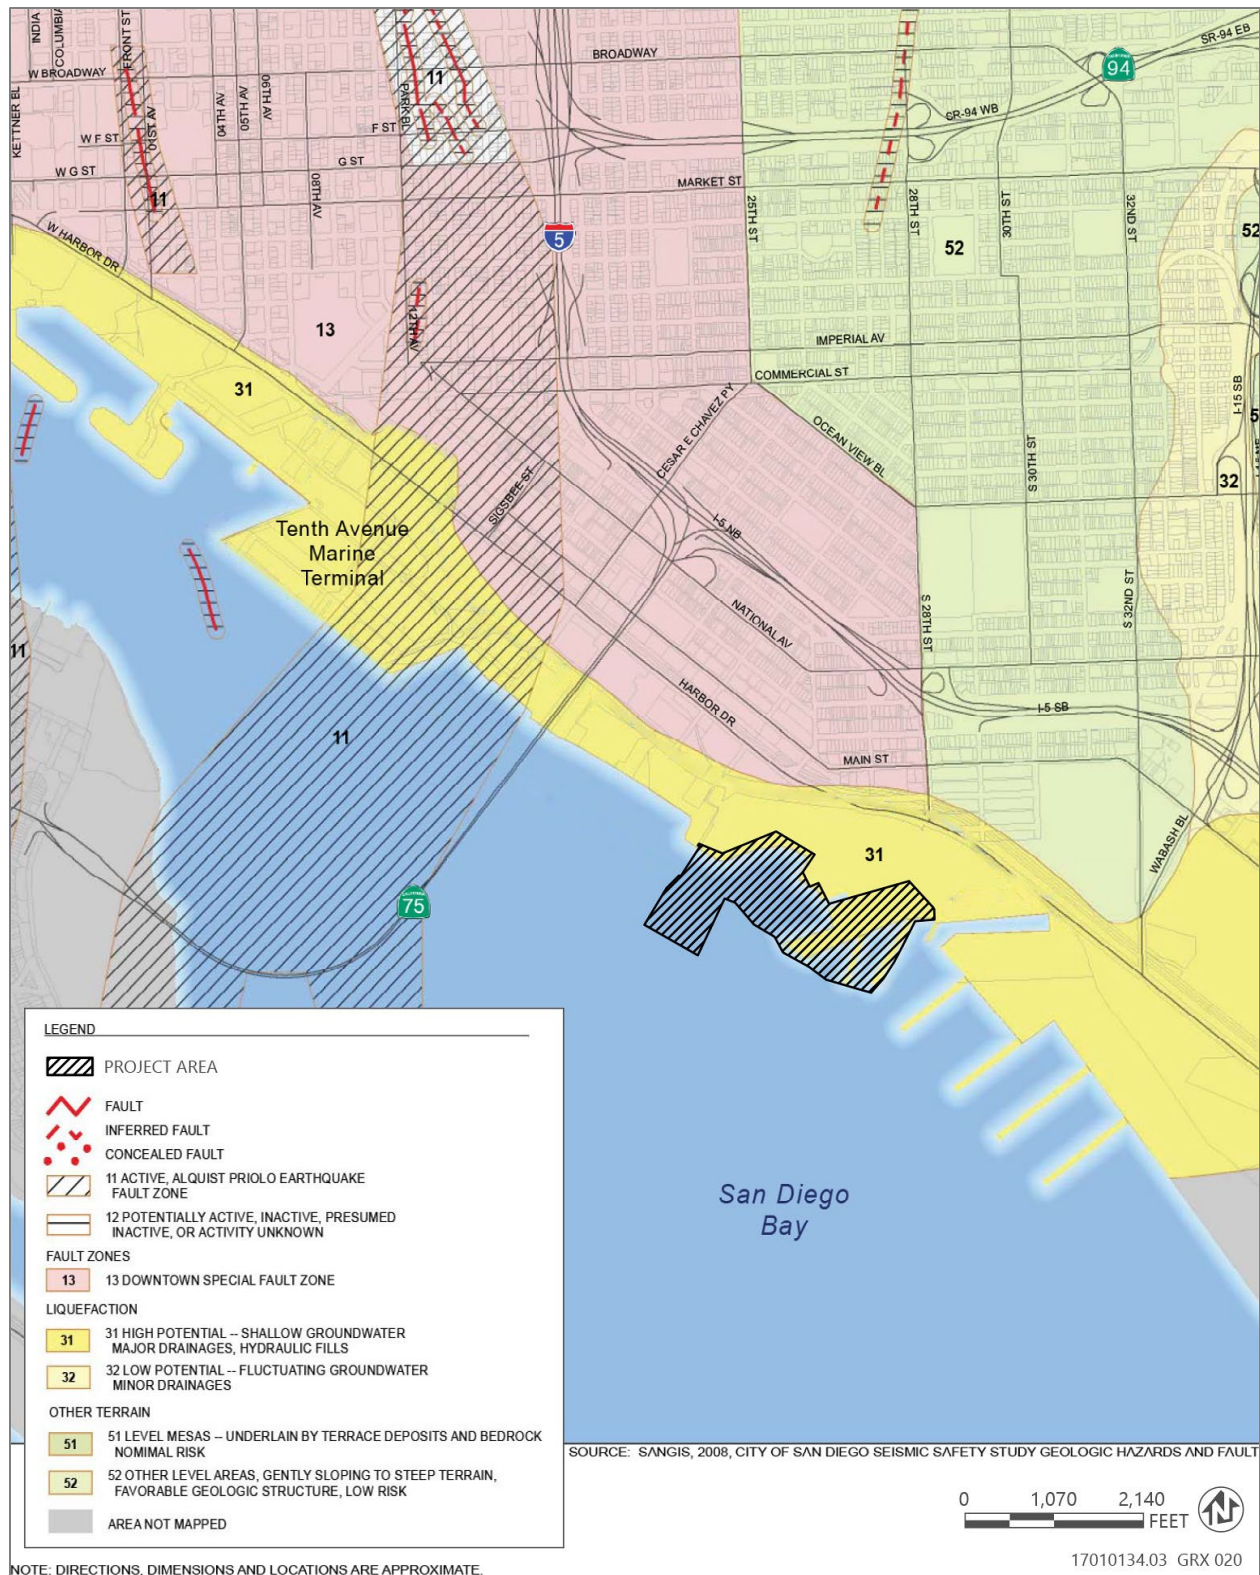 INDIA
COLUMBIA
FRONT ST
BROADWAY
SR-94 EB
94
W BROADWAY
11
KETTNER BL
01ST AV
04TH AV
05TH AV
06TH AV
PARK BL
W F ST
F ST
SR-94 WB
G ST
W G ST
MARKET ST
08TH AV
11
25TH ST
28TH ST
30TH ST
32ND ST
W HARBOR DR
5
52
52
12TH AV
13
IMPERIAL AV
COMMERCIAL ST
31
CESAR E CHAVEZ PY
OCEAN VIEW BL
I-15 SB
S 30TH ST
SIGSBEE ST
32
I-5 NB
Tenth Avenue
Marine
Terminal
NATIONAL AV
S 28TH ST
S 32ND ST
11
HARBOR DR
I-5 SB
11
MAIN ST
WABASH BL
31
75
San Diego
Bay
LEGEND
PROJECT AREA
FAULT
INFERRED FAULT
CONCEALED FAULT
11 ACTIVE, ALQUIST PRIOLO EARTHQUAKE
FAULT ZONE
12 POTENTIALLY ACTIVE, INACTIVE, PRESUMED
INACTIVE, OR ACTIVITY UNKNOWN
FAULT ZONES
13 13 DOWNTOWN SPECIAL FAULT ZONE
LIQUEFACTION
31 31 HIGH POTENTIAL -- SHALLOW GROUNDWATER
MAJOR DRAINAGES, HYDRAULIC FILLS
32 32 LOW POTENTIAL -- FLUCTUATING GROUNDWATER
MINOR DRAINAGES
OTHER TERRAIN
51 51 LEVEL MESAS -- UNDERLAIN BY TERRACE DEPOSITS AND BEDROCK
NOMIMAL RISK
52 52 OTHER LEVEL AREAS, GENTLY SLOPING TO STEEP TERRAIN,
FAVORABLE GEOLOGIC STRUCTURE, LOW RISK
AREA NOT MAPPED
SOURCE: SANGIS, 2008, CITY OF SAN DIEGO SEISMIC SAFETY STUDY GEOLOGIC HAZARDS AND FAULT
0 1,070 2,140
FEET
N
17010134.03 GRX 020
NOTE: DIRECTIONS, DIMENSIONS AND LOCATIONS ARE APPROXIMATE.